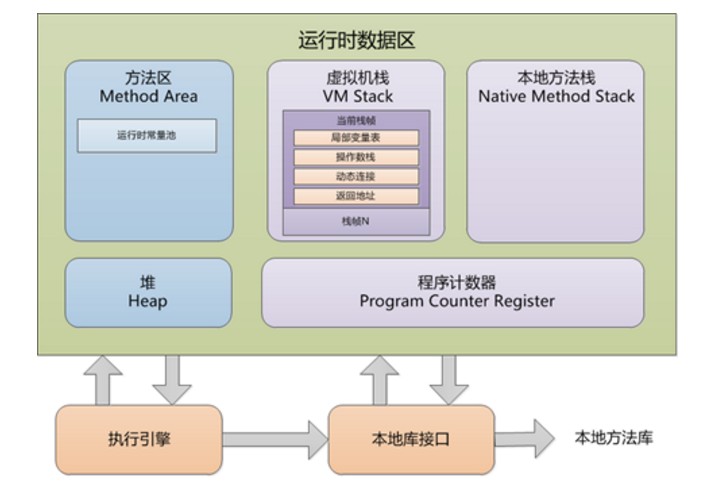 运行时数据区
方法区
Method Area
运行时常量池
虚拟机栈
VM Stack
当前栈帧
局部变量表
操作数栈
动态连接
返回地址
栈帧N
本地方法栈
Native Method Stack
堆
Heap
程序计数器
Program Counter Register
执行引擎
本地库接口
本地方法库